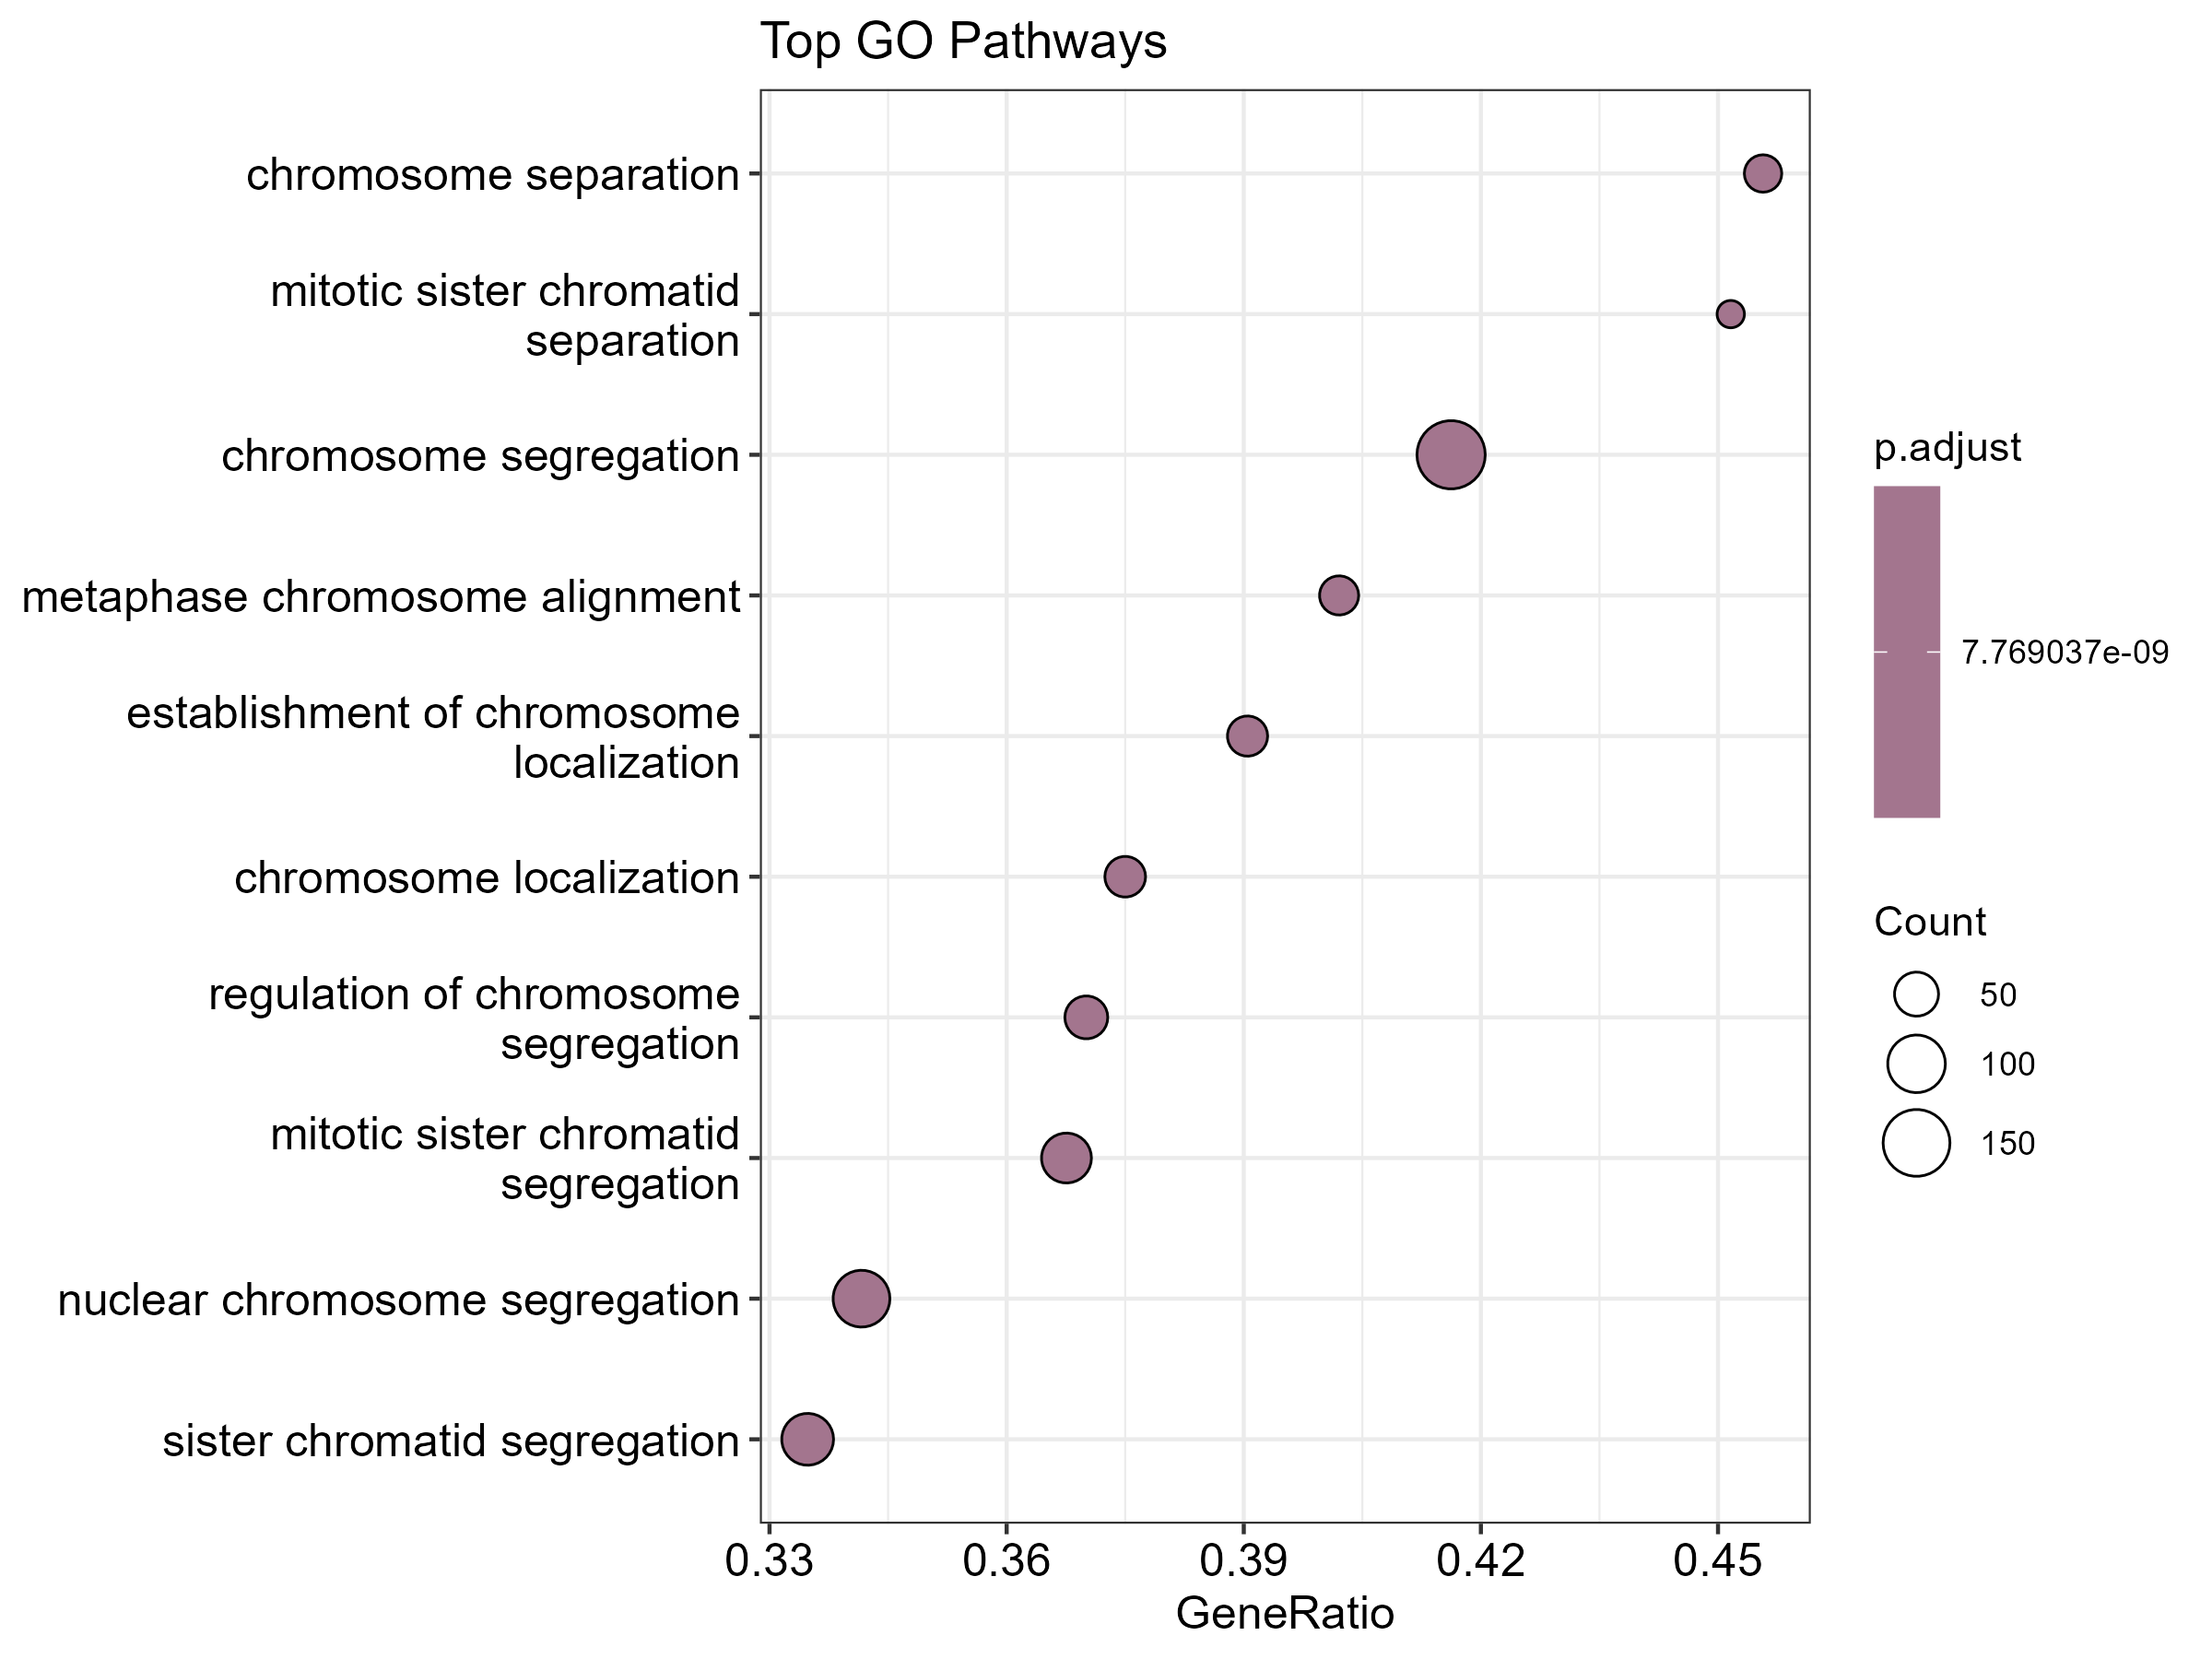 Top GO Pathways
chromosome separation
mitotic sister chromatid
separation
chromosome segregation
metaphase chromosome alignment
establishment of chromosome
localization
chromosome localization
regulation of chromosome
segregation
mitotic sister chromatid
segregation
nuclear chromosome segregation
sister chromatid segregation
0.33 0.36 0.39 0.42 0.45
GeneRatio
p.adjust
7.769037e-09
Count
50
100
150